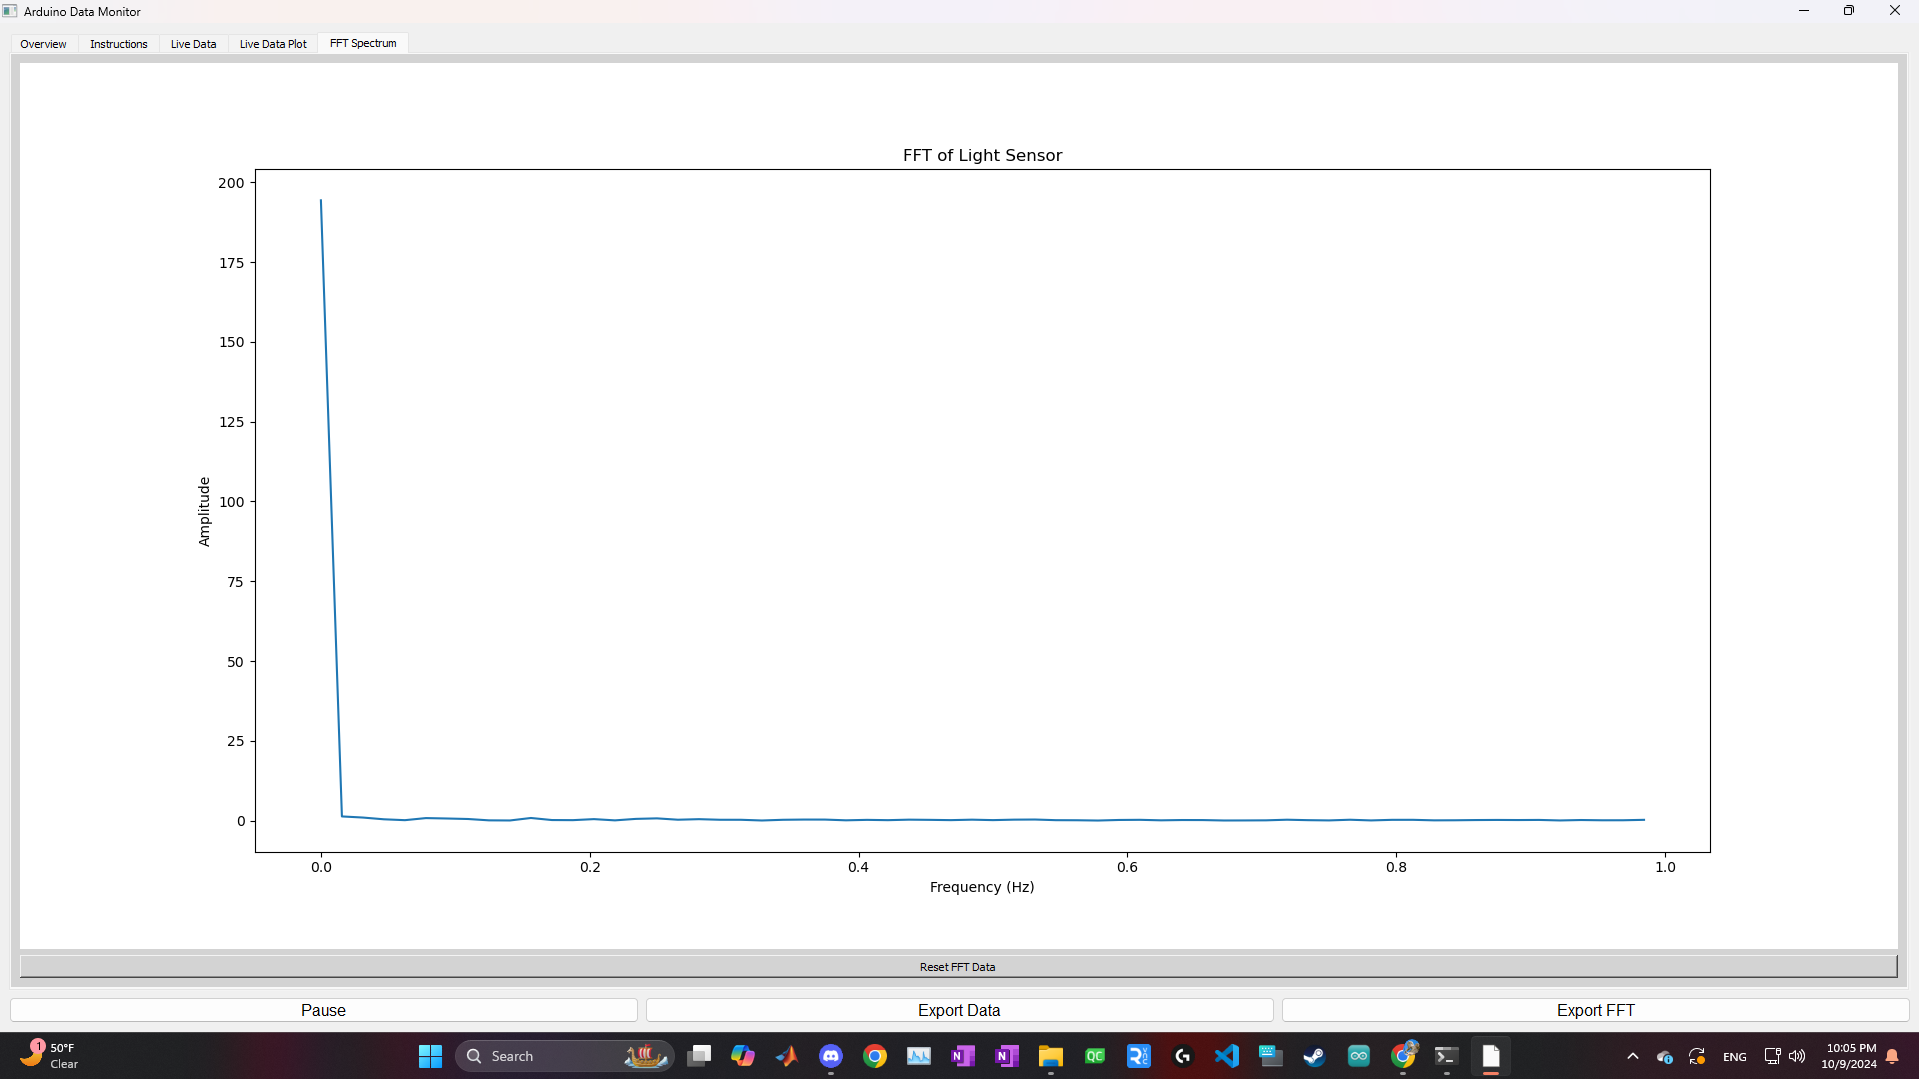 Arduino Data Monitor
Overview
Instructions
Live Data
Live Data Plot
FFT Spectrum
FFT of Light Sensor
200
175
150
125
100
75
50
25
0
Amplitude
0.0
0.2
0.4
0.6
0.8
1.0
Frequency (Hz)
Reset FFT Data
Pause
Export Data
Export FFT
1
50°F
Clear
Search
N
N
QC
ENG
10:05 PM
10/9/2024